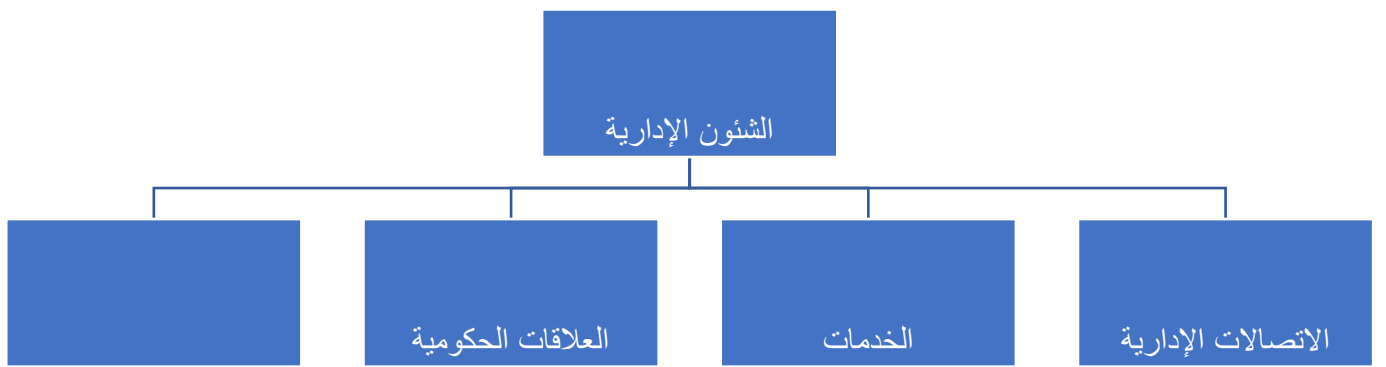 الشئون الإدارية
الاتصالات الإدارية
الخدمات
العلاقات الحكومية